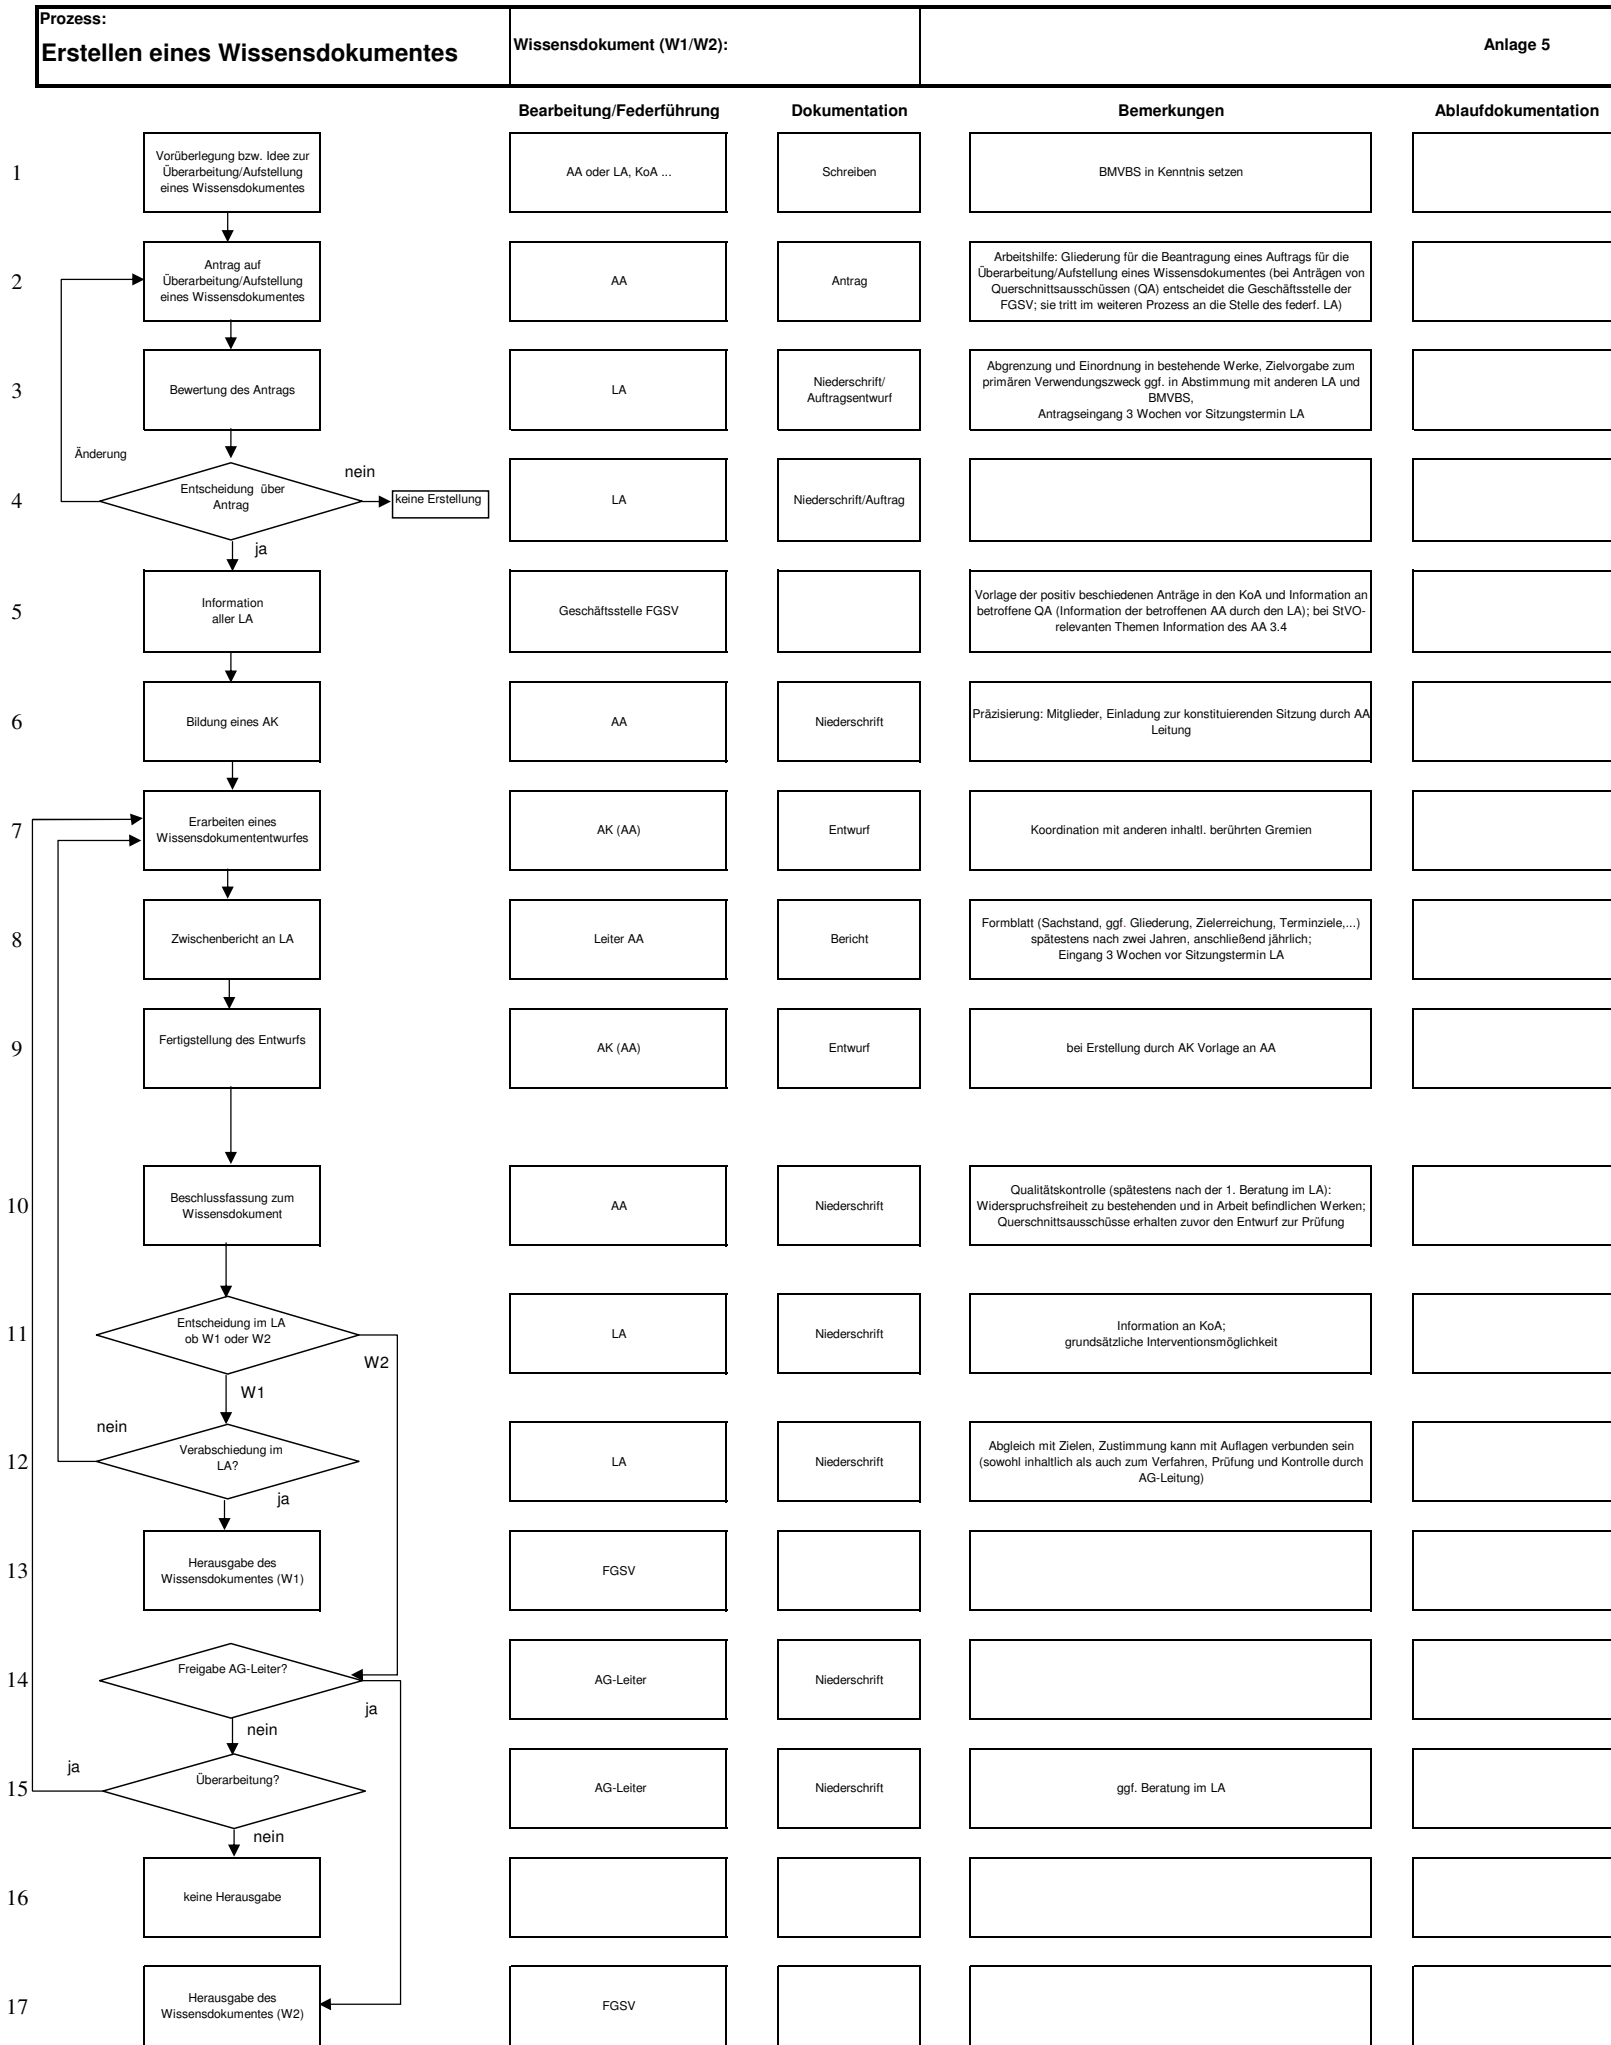 Prozess:
Erstellen eines Wissensdokumentes
Wissensdokument (W1/W2):
Anlage 5
Bearbeitung/Federführung
Dokumentation
Bemerkungen
Ablaufdokumentation
1
Vorüberlegung bzw. Idee zur
Überarbeitung/Aufstellung
eines Wissensdokumentes
AA oder LA, KoA ...
Schreiben
BMVBS in Kenntnis setzen
2
Antrag auf
Überarbeitung/Aufstellung
eines Wissensdokumentes
AA
Antrag
Arbeitshilfe: Gliederung für die Beantragung eines Auftrags für die
Überarbeitung/Aufstellung eines Wissensdokumentes (bei Anträgen von
Querschnittsausschüssen (QA) entscheidet die Geschäftsstelle der
FGSV; sie tritt im weiteren Prozess an die Stelle des federf. LA)
3
Bewertung des Antrags
LA
Niederschrift/
Auftragsentwurf
Abgrenzung und Einordnung in bestehende Werke, Zielvorgabe zum
primären Verwendungszweck ggf. in Abstimmung mit anderen LA und
BMVBS,
Antragseingang 3 Wochen vor Sitzungstermin LA
Änderung
4
Entscheidung über
Antrag
nein
keine Erstellung
ja
LA
Niederschrift/Auftrag
5
Information
aller LA
Geschäftsstelle FGSV
Vorlage der positiv beschiedenen Anträge in den KoA und Information an
betroffene QA (Information der betroffenen AA durch den LA); bei StVO-
relevanten Themen Information des AA 3.4
6
Bildung eines AK
AA
Niederschrift
Präzisierung: Mitglieder, Einladung zur konstituierenden Sitzung durch AA
Leitung
7
Erarbeiten eines
Wissensdokumententwurfes
AK (AA)
Entwurf
Koordination mit anderen inhaltl. berührten Gremien
8
Zwischenbericht an LA
Leiter AA
Bericht
Formblatt (Sachstand, ggf. Gliederung, Zielerreichung, Terminziele,...)
spätestens nach zwei Jahren, anschließend jährlich;
Eingang 3 Wochen vor Sitzungstermin LA
9
Fertigstellung des Entwurfs
AK (AA)
Entwurf
bei Erstellung durch AK Vorlage an AA
10
Beschlussfassung zum
Wissensdokument
AA
Niederschrift
Qualitätskontrolle (spätestens nach der 1. Beratung im LA):
Widerspruchsfreiheit zu bestehenden und in Arbeit befindlichen Werken;
Querschnittsausschüsse erhalten zuvor den Entwurf zur Prüfung
11
Entscheidung im LA
ob W1 oder W2
W2
W1
LA
Niederschrift
Information an KoA;
grundsätzliche Interventionsmöglichkeit
nein
12
Verabschiedung im
LA?
ja
LA
Niederschrift
Abgleich mit Zielen, Zustimmung kann mit Auflagen verbunden sein
(sowohl inhaltlich als auch zum Verfahren, Prüfung und Kontrolle durch
AG-Leitung)
13
Herausgabe des
Wissensdokumentes (W1)
FGSV
14
Freigabe AG-Leiter?
ja
nein
AG-Leiter
Niederschrift
ja
15
Überarbeitung?
nein
AG-Leiter
Niederschrift
ggf. Beratung im LA
16
keine Herausgabe
17
Herausgabe des
Wissensdokumentes (W2)
FGSV